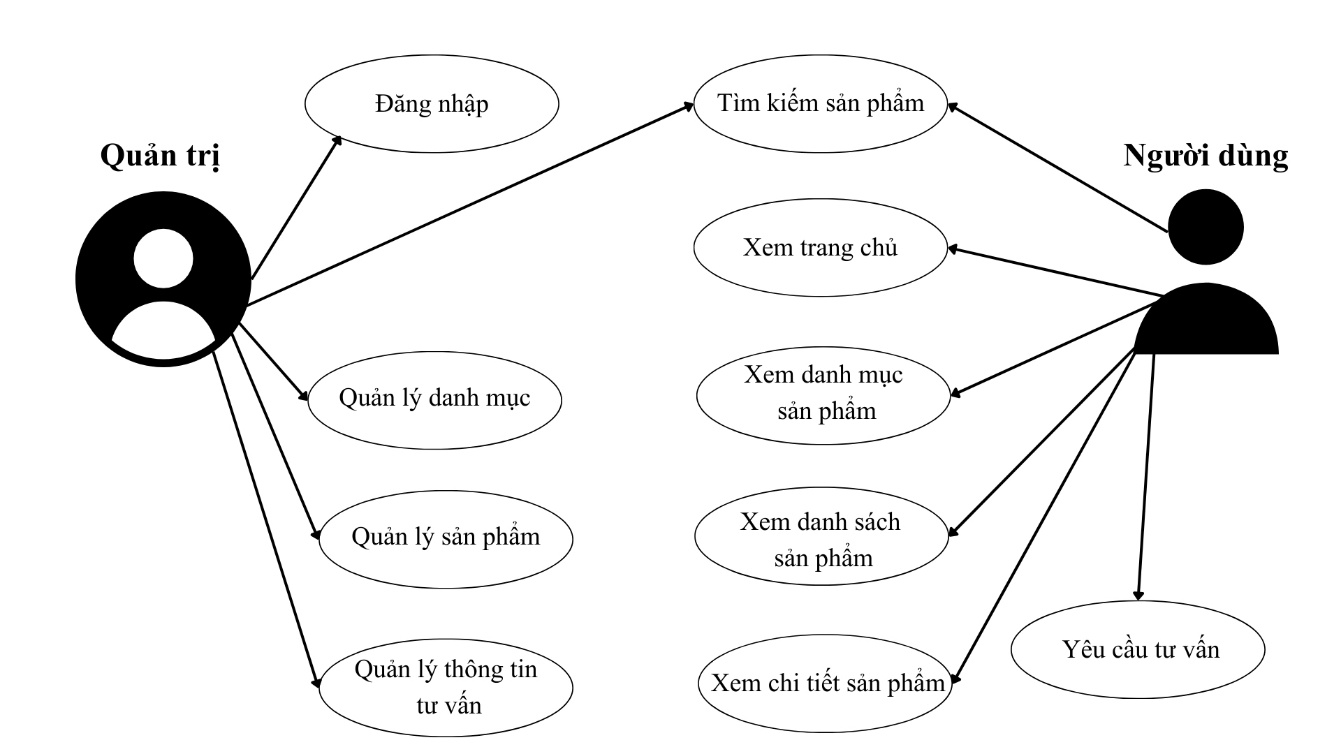 Đăng nhập
Tìm kiếm sản phẩm
Quản trị
Người dùng
Xem trang chủ
Quản lý danh mục
Xem danh mục
sản phẩm
Quản lý sản phẩm
Xem danh sách
sản phẩm
Quản lý thông tin
tư vấn
Xem chi tiết sản phẩm
Yêu cầu tư vấn